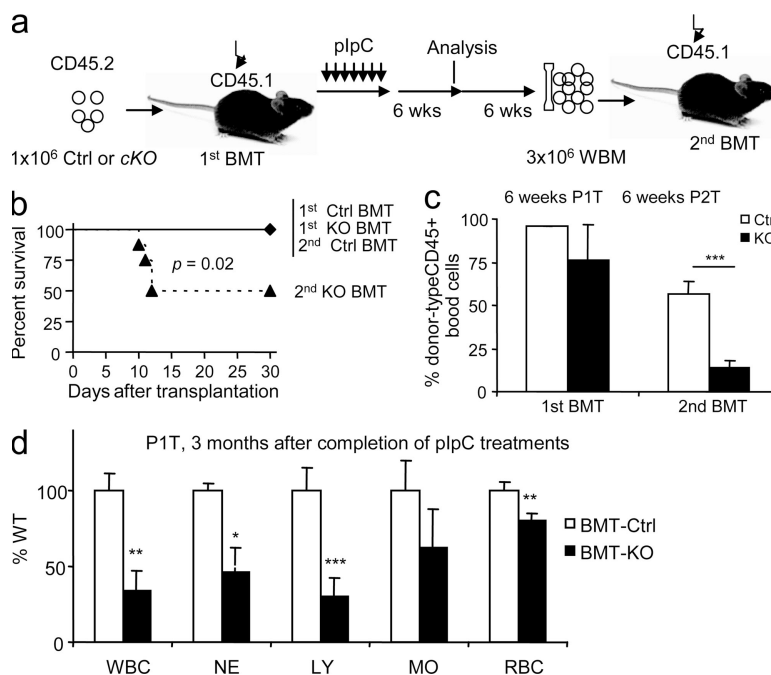 a
CD45.2
CD45.1
pIpC
Analysis
CD45.1
6 wks
6 wks
1x10⁶ Ctrl or cKO
1st BMT
3x10⁶ WBM
2nd BMT
b
1st Ctrl BMT
1st KO BMT
2nd Ctrl BMT
100
75
50
25
0
p = 0.02
2nd KO BMT
0 5 10 15 20 25 30
Percent survival
Days after transplantation
c
6 weeks P1T 6 weeks P2T
Ct
KO
100
75
50
25
0
***
% donor-typeCD45+
bood cells
1st BMT 2nd BMT
d
P1T, 3 months after completion of pIpC treatments
100
50
0
% WT
** * *** **
BMT-Ctrl
BMT-KO
WBC NE LY MO RBC